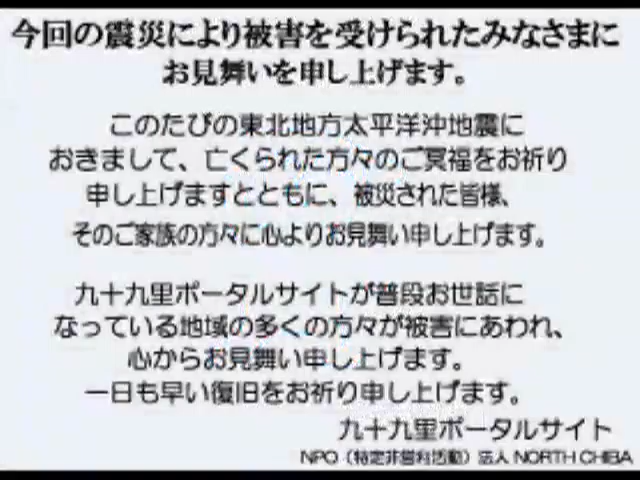 今回の震災により被害を受けられたみなさまに
お見舞いを申し上げます。
このたびの東北地方太平洋沖地震に
おきまして、亡くられた方々のご冥福をお祈り
申し上げますとともに、被災された皆様、
そのご家族の方々に心よりお見舞い申し上げます。
九十九里ポータルサイトが普段お世話に
なっている地域の多くの方々が被害にあわれ、
心からお見舞い申し上げます。
一日も早い復旧をお祈り申し上げます。
九十九里ポータルサイト
NPO（特定非営利活動）法人 NORTH CHIBA